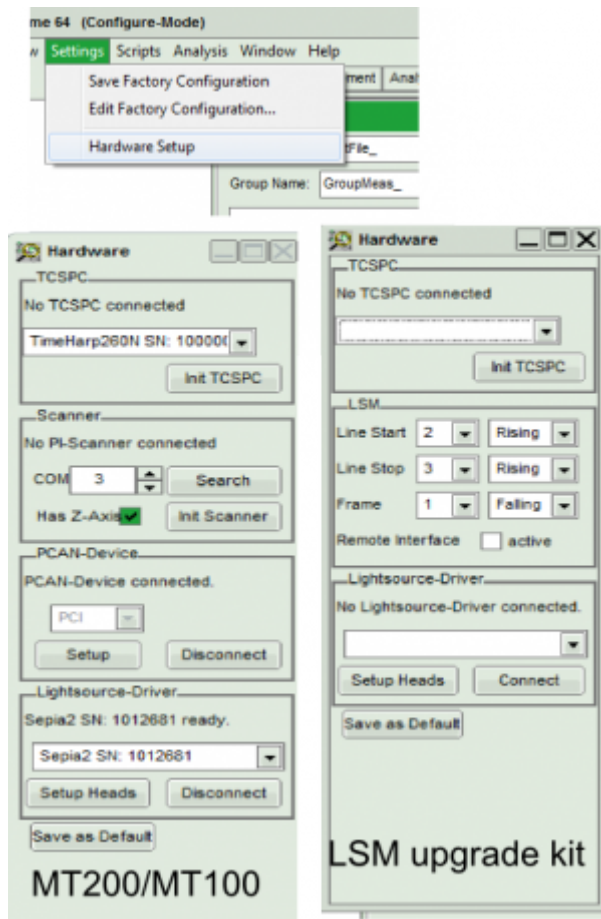 me 64 (Configure-Mode)
w Settings Scripts Analysis Window Help
Save Factory Configuration
Edit Factory Configuration...
Hardware Setup
ment Anal
tFile_
Group Name: GroupMeas_
Hardware
TCSPC
No TCSPC connected
TimeHarp260N SN: 100000
Init TCSPC
Scanner
No PI-Scanner connected
COM 3 Search
Has Z-Axis Init Scanner
PCAN-Device
PCAN-Device connected.
PCI
Setup Disconnect
Lightsource-Driver
Sepia2 SN: 1012681 ready.
Sepia2 SN: 1012681
Setup Heads Disconnect
Save as Default
MT200/MT100
Hardware
TCSPC
No TCSPC connected
Init TCSPC
LSM
Line Start 2 Rising
Line Stop 3 Rising
Frame 1 Falling
Remote Interface active
Lightsource-Driver
No Lightsource-Driver connected.
Setup Heads Connect
Save as Default
LSM upgrade kit